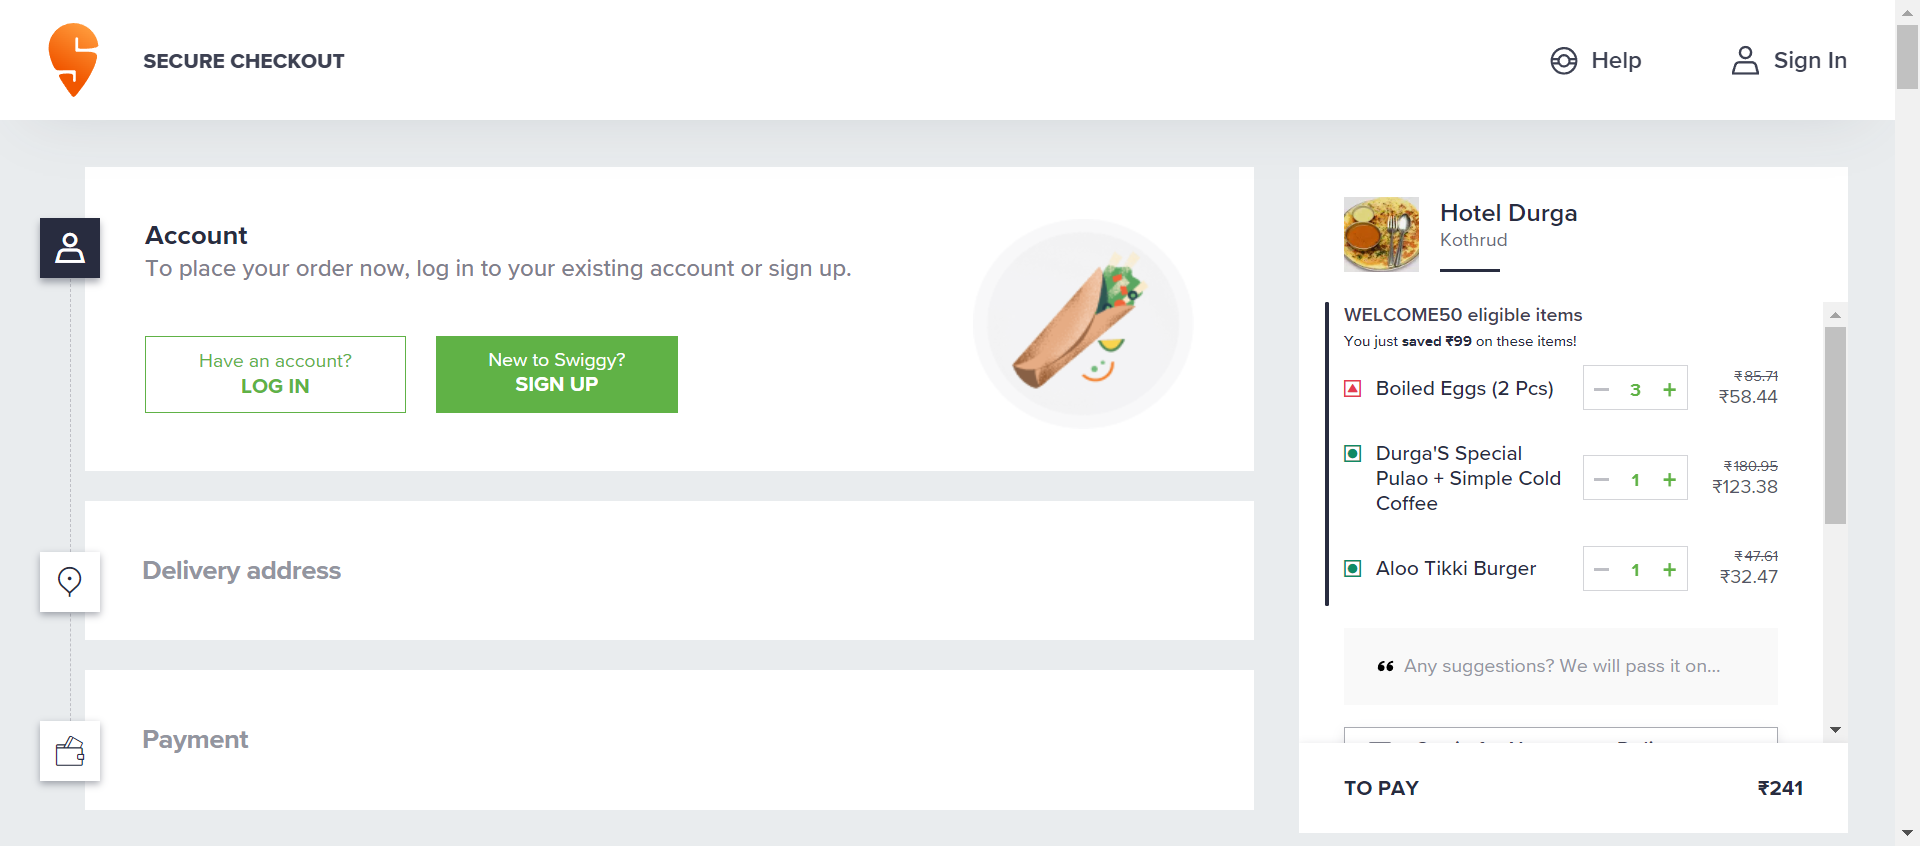 SECURE CHECKOUT
Help
Sign In
Account
To place your order now, log in to your existing account or sign up.
Have an account?
LOG IN
New to Swiggy?
SIGN UP
Delivery address
Payment
Hotel Durga
Kothrud
WELCOME50 eligible items
You just saved ₹99 on these items!
Boiled Eggs (2 Pcs)
3
₹85.71
₹58.44
Durga'S Special
Pulao + Simple Cold
Coffee
1
₹180.95
₹123.38
Aloo Tikki Burger
1
₹47.61
₹32.47
❝ Any suggestions? We will pass it on...
TO PAY
₹241